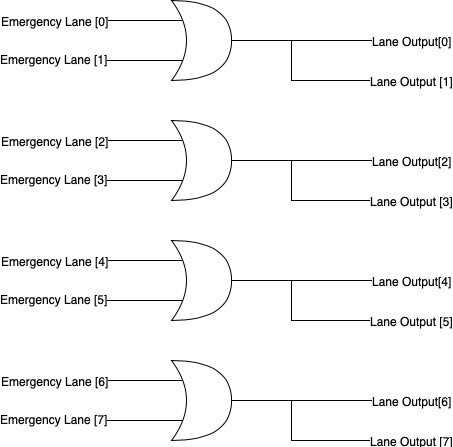 Emergency Lane [0]
Lane Output[0]
Emergency Lane [1]
Lane Output [1]
Emergency Lane [2]
Lane Output[2]
Emergency Lane [3]
Lane Output [3]
Emergency Lane [4]
Lane Output[4]
Emergency Lane [5]
Lane Output [5]
Emergency Lane [6]
Lane Output[6]
Emergency Lane [7]
Lane Output [7]